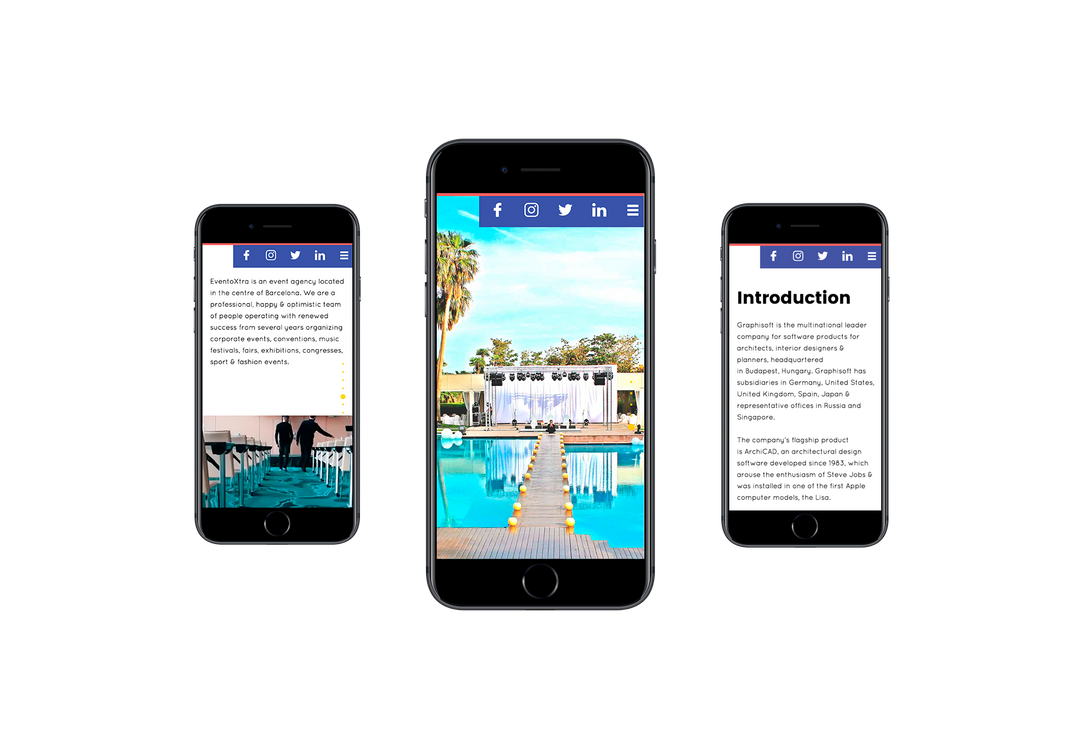 EventoXtra is an event agency located
in the centre of Barcelona. We are a
professional, happy & optimistic team
of people operating with renewed
success from several years organizing
corporate events, conventions, music
festivals, fairs, exhibitions, congresses,
sport & fashion events.
Introduction
Graphisoft is the multinational leader
company for software products for
architects, interior designers &
planners, headquartered
in Budapest, Hungary. Graphisoft has
subsidiaries in Germany, United States,
United Kingdom, Spain, Japan &
representative offices in Russia and
Singapore.
The company's flagship product
is ArchiCAD, an architectural design
software developed since 1983, which
arouse the enthusiasm of Steve Jobs &
was installed in one of the first Apple
computer models, the Lisa.